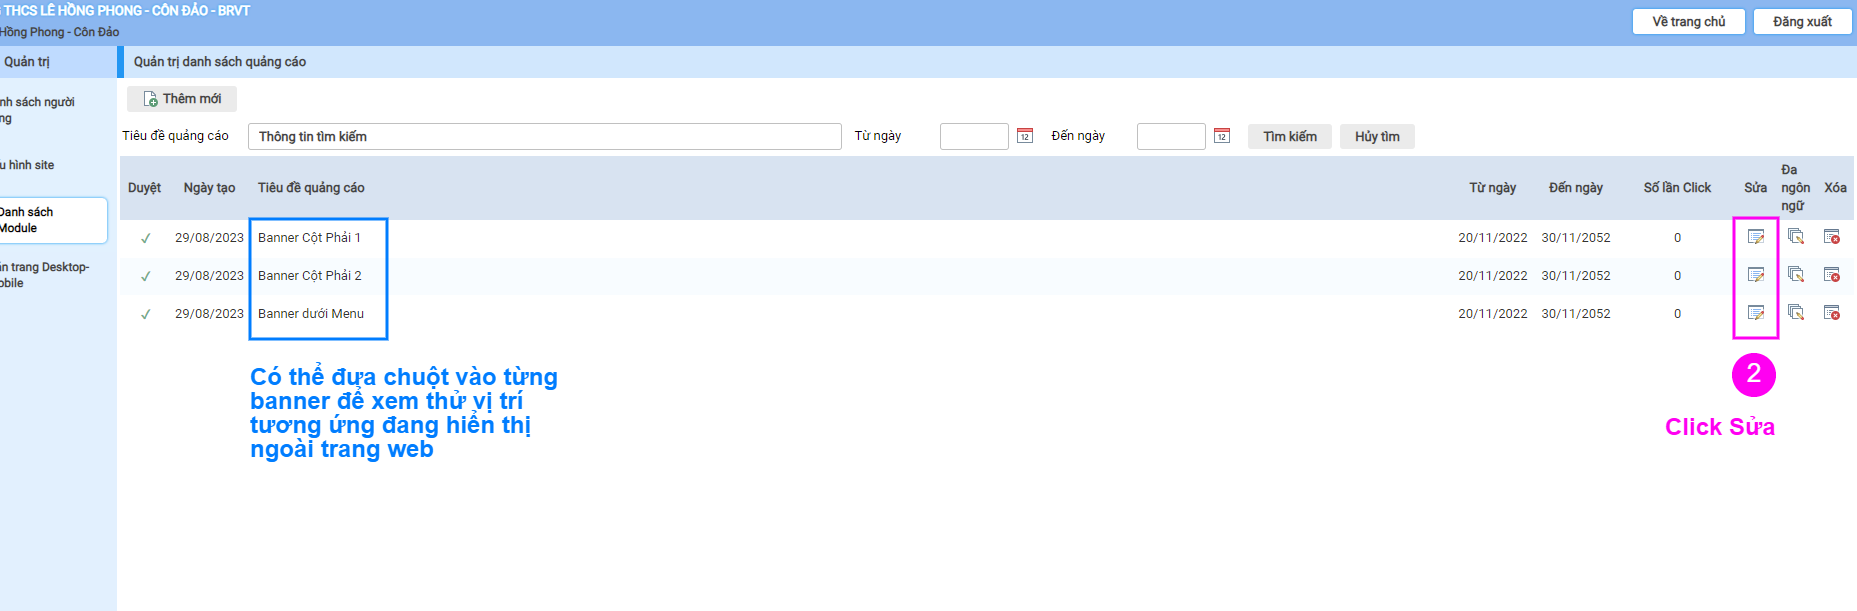 THCS LÊ HỒNG PHONG - CÔN ĐẢO - BRVT
Hồng Phong - Côn Đảo
Về trang chủ
Đăng xuất
Quản trị
Quản trị danh sách quảng cáo
nh sách người
ng
u hình site
Danh sách
Module
ản trang Desktop-
obile
Thêm mới
Tiêu đề quảng cáo
Thông tin tìm kiếm
Từ ngày
12
Đến ngày
12
Tìm kiếm
Hủy tìm
Duyệt Ngày tạo Tiêu đề quảng cáo Từ ngày Đến ngày Số lần Click Sửa Đa ngôn ngữ Xóa
29/08/2023 Banner Cột Phải 1 20/11/2022 30/11/2052 0
29/08/2023 Banner Cột Phải 2 20/11/2022 30/11/2052 0
29/08/2023 Banner dưới Menu 20/11/2022 30/11/2052 0
Có thể đưa chuột vào từng
banner để xem thử vị trí
tương ứng đang hiển thị
ngoài trang web
2
Click Sửa